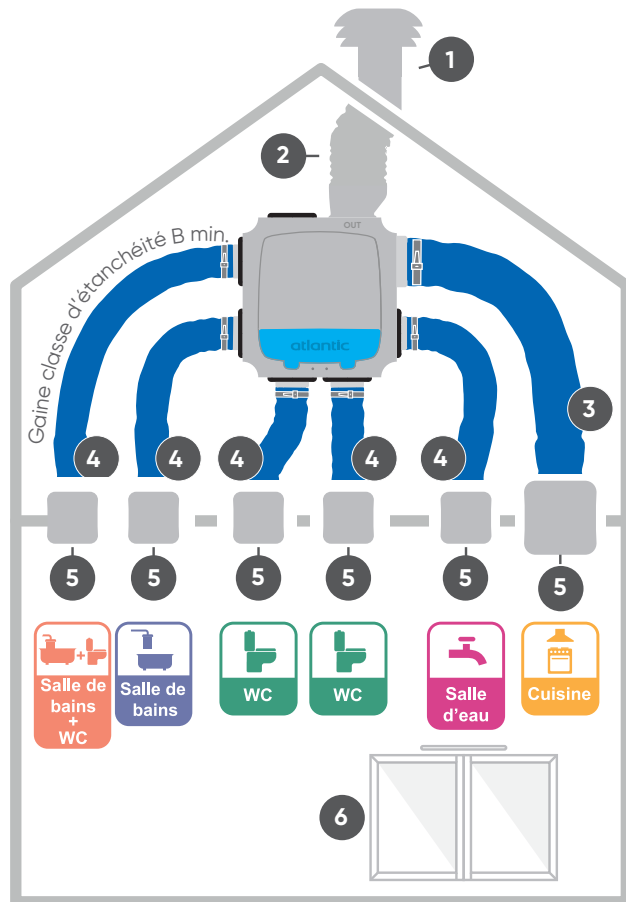 1
2
OUT
Gaine classe d'étanchéité B min.
atlantic
3
4
4
4
4
4
5
5
5
5
5
5
Salle de
bains
+
WC
Salle de
bains
WC
WC
Salle
d'eau
Cuisine
6